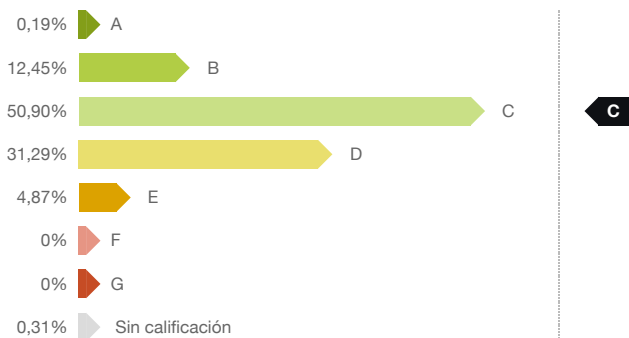 0,19% A
12,45% B
50,90% C C
31,29% D
4,87% E
0% F
0% G
0,31% Sin calificación